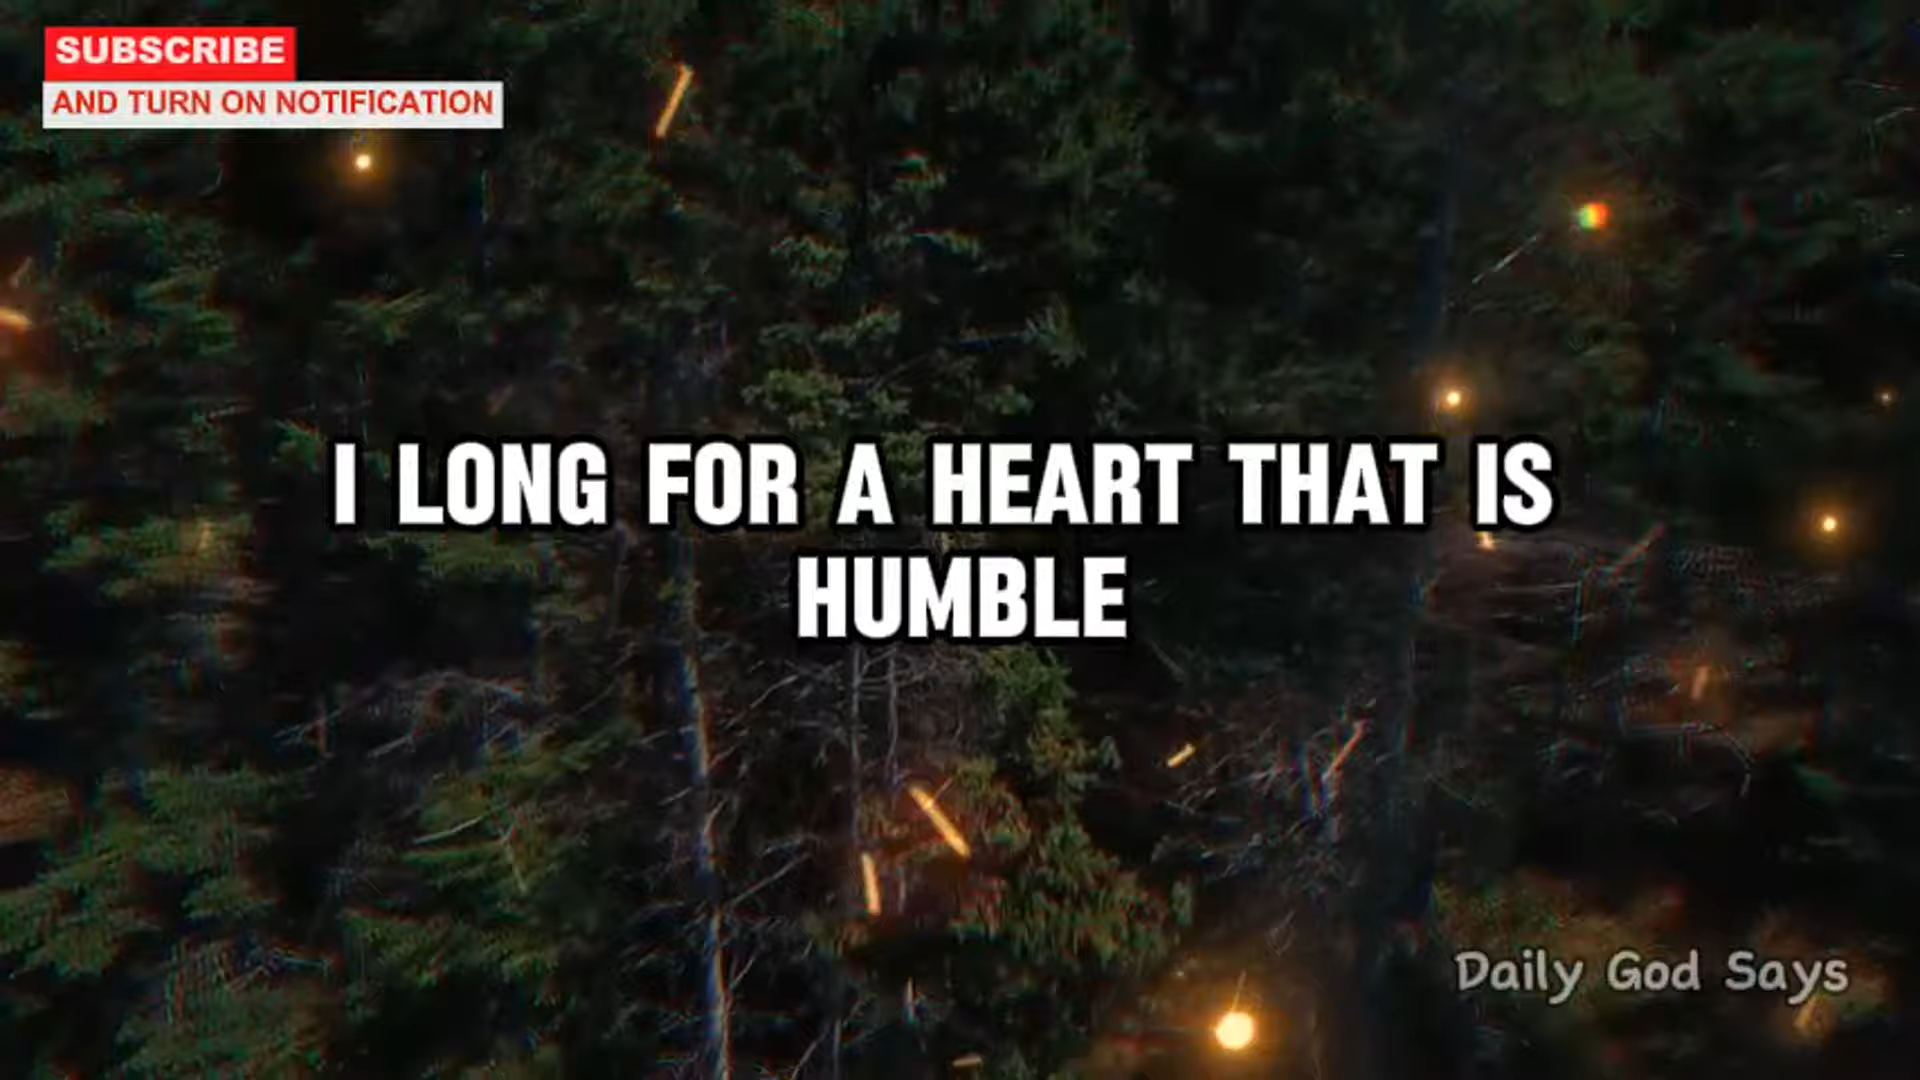 SUBSCRIBE
AND TURN ON NOTIFICATION
I LONG FOR A HEART THAT IS
HUMBLE
Daily God Says